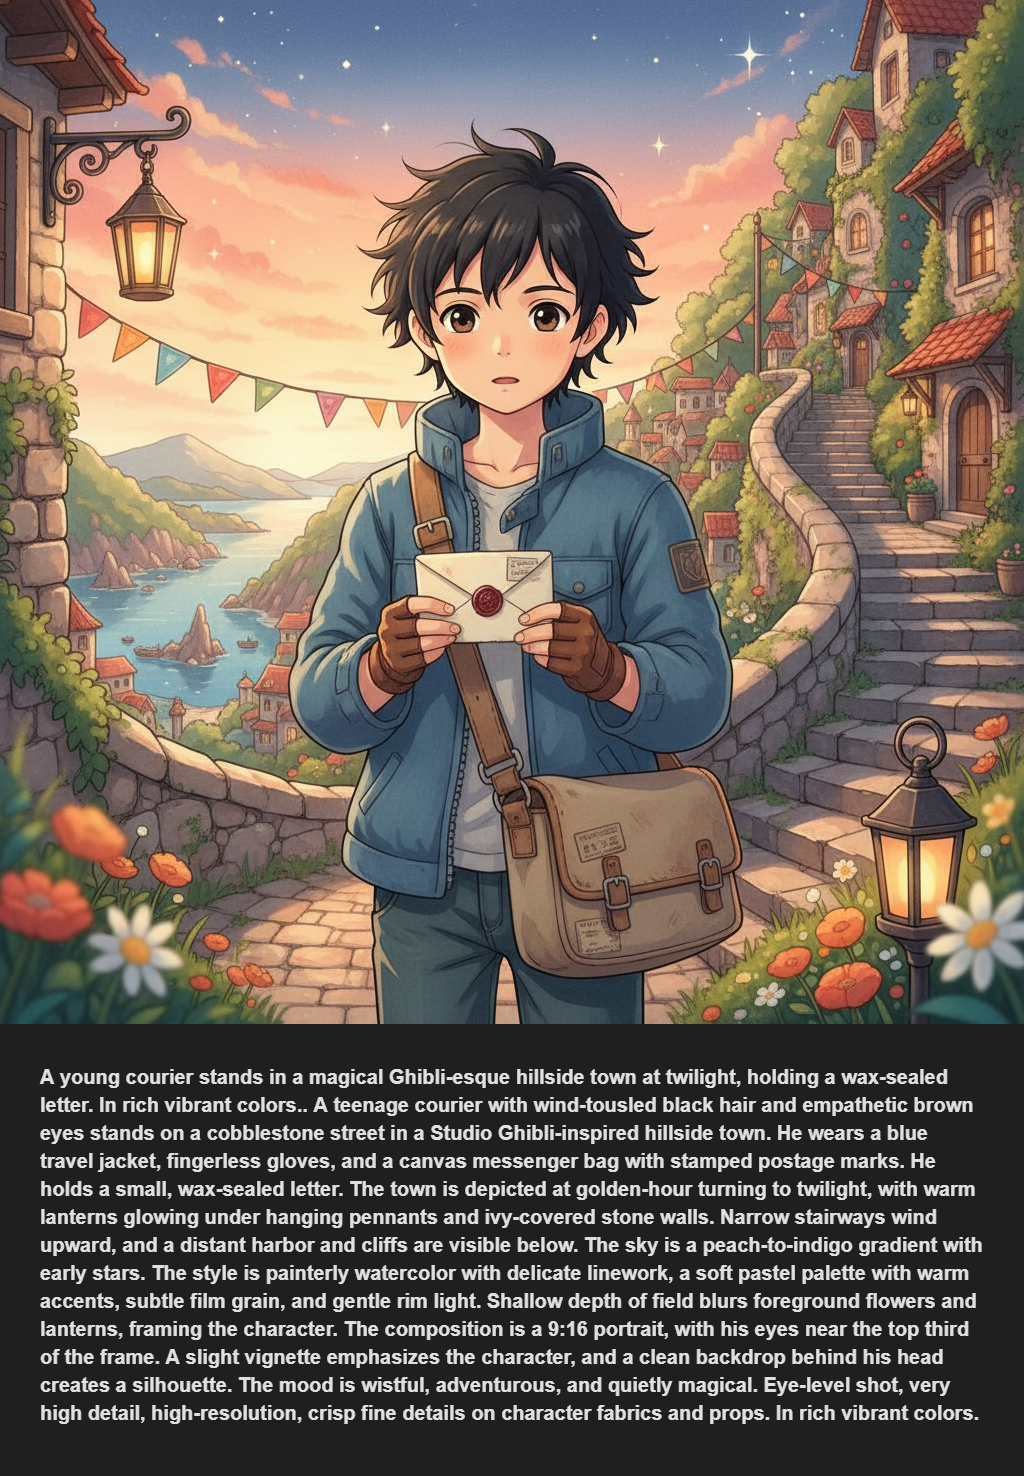 A young courier stands in a magical Ghibli-esque hillside town at twilight, holding a wax-sealed
letter. In rich vibrant colors.. A teenage courier with wind-tousled black hair and empathetic brown
eyes stands on a cobblestone street in a Studio Ghibli-inspired hillside town. He wears a blue
travel jacket, fingerless gloves, and a canvas messenger bag with stamped postage marks. He
holds a small, wax-sealed letter. The town is depicted at golden-hour turning to twilight, with warm
lanterns glowing under hanging pennants and ivy-covered stone walls. Narrow stairways wind
upward, and a distant harbor and cliffs are visible below. The sky is a peach-to-indigo gradient with
early stars. The style is painterly watercolor with delicate linework, a soft pastel palette with warm
accents, subtle film grain, and gentle rim light. Shallow depth of field blurs foreground flowers and
lanterns, framing the character. The composition is a 9:16 portrait, with his eyes near the top third
of the frame. A slight vignette emphasizes the character, and a clean backdrop behind his head
creates a silhouette. The mood is wistful, adventurous, and quietly magical. Eye-level shot, very
high detail, high-resolution, crisp fine details on character fabrics and props. In rich vibrant colors.